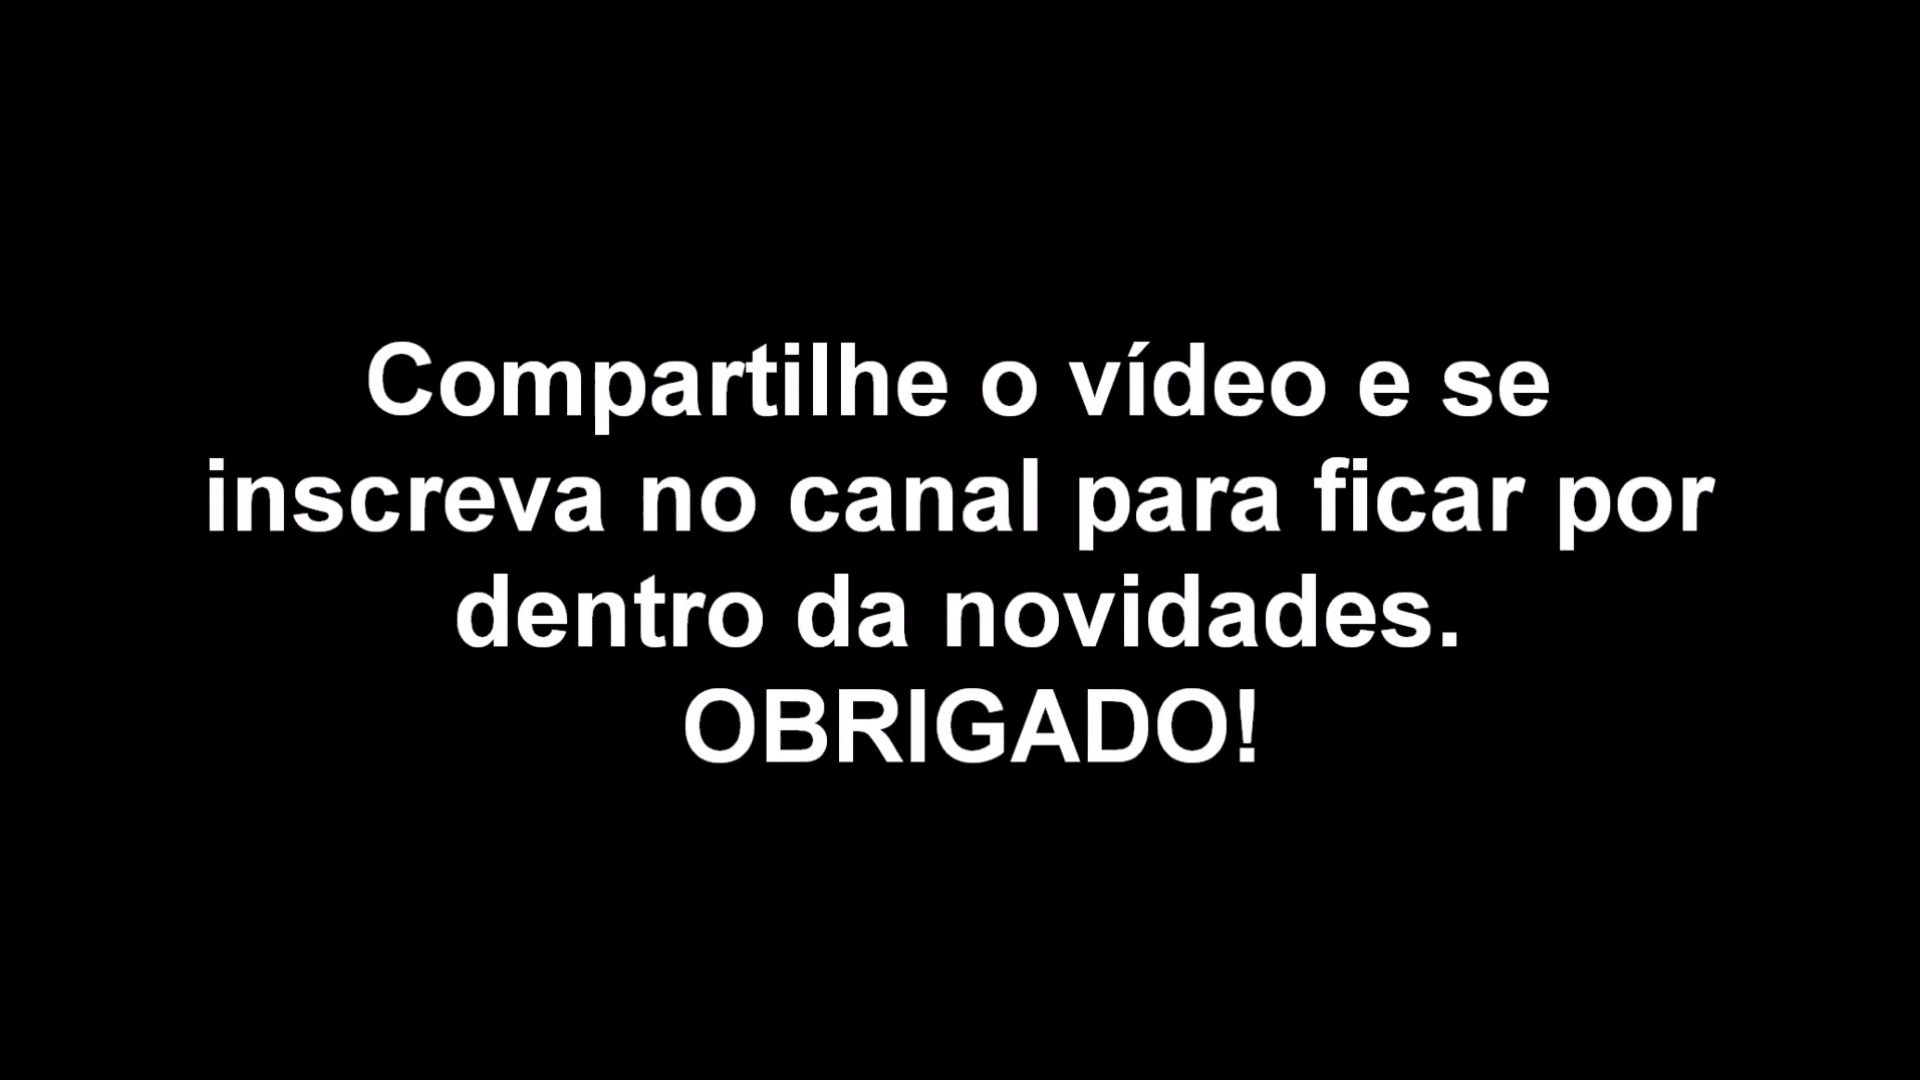 Compartilhe o vídeo e se
inscreva no canal para ficar por
dentro da novidades.
OBRIGADO!